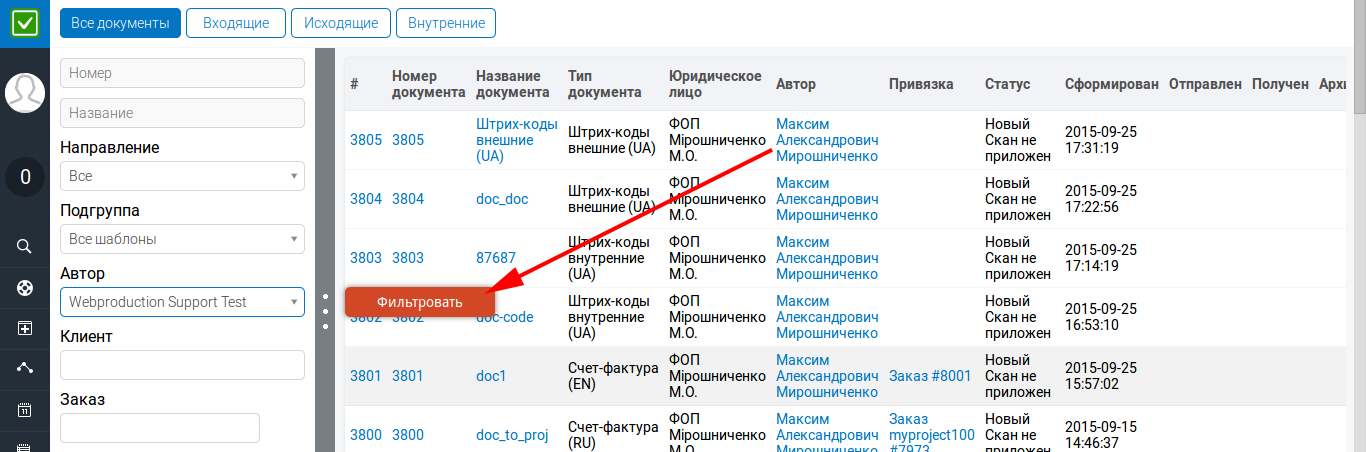 Все документы Входящие Исходящие Внутренние
Номер
Название
Направление
Все
Подгруппа
Все шаблоны
Автор
Webproduction Support Test
Клиент
Заказ
0
11
Фильтровать
# Номер документа Название документа Тип документа Юридическое лицо Автор Привязка Статус Сформирован Отправлен Получен
3805 3805 Штрих-коды внешние (UA) Штрих-коды внешние (UA) ФОП Мірошниченко М.О. Максим Александрович Мирошниченко Новый Скан не приложен 2015-09-25 17:31:19
3804 3804 doc_doc Штрих-коды внешние (UA) ФОП Мірошниченко М.О. Максим Александрович Мирошниченко Новый Скан не приложен 2015-09-25 17:22:56
3803 3803 87687 Штрих-коды внутренние (UA) ФОП Мірошниченко М.О. Максим Александрович Мирошниченко Новый Скан не приложен 2015-09-25 17:14:19
3802 3802 doc-code Штрих-коды внутренние (UA) ФОП Мірошниченко М.О. Максим Александрович Мирошниченко Новый Скан не приложен 2015-09-25 16:53:10
3801 3801 doc1 Счет-фактура (EN) ФОП Мірошниченко М.О. Максим Александрович Мирошниченко Заказ #8001 Новый Скан не приложен 2015-09-25 15:57:02
3800 3800 doc_to_proj Счет-фактура (RU) ФОП Мірошниченко М.О. Максим Александрович Мирошниченко Заказ myproject100 #7973 Новый Скан не приложен 2015-09-15 14:46:37